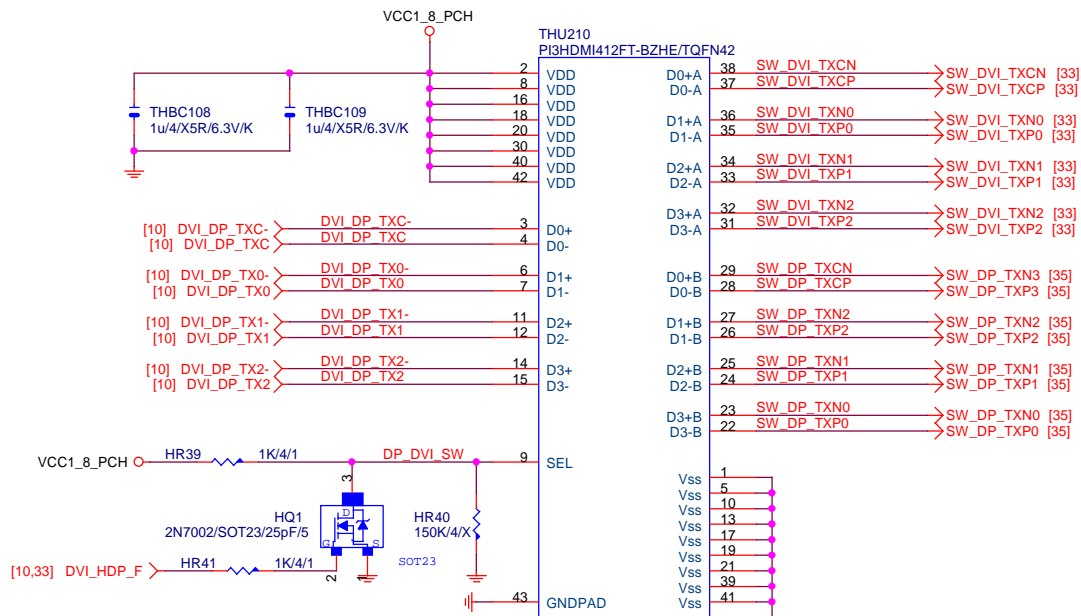 VCC1_8_PCH
THU210
PI3HDMI412FT-BZHE/TQFN42
2 VDD D0+A 38 SW_DVI_TXCN SW_DVI_TXCN [33]
8 VDD D0-A 37 SW_DVI_TXCP SW_DVI_TXCP [33]
16 VDD
THBC108 THBC109 18 VDD D1+A 36 SW_DVI_TXN0 SW_DVI_TXN0 [33]
1u/4/X5R/6.3V/K 1u/4/X5R/6.3V/K 20 VDD D1-A 35 SW_DVI_TXP0 SW_DVI_TXP0 [33]
30 VDD
40 VDD D2+A 34 SW_DVI_TXN1 SW_DVI_TXN1 [33]
42 VDD D2-A 33 SW_DVI_TXP1 SW_DVI_TXP1 [33]
D3+A 32 SW_DVI_TXN2 SW_DVI_TXN2 [33]
[10] DVI_DP_TXC- DVI_DP_TXC- 3 D0+ D3-A 31 SW_DVI_TXP2 SW_DVI_TXP2 [33]
[10] DVI_DP_TXC DVI_DP_TXC 4 D0-
[10] DVI_DP_TX0- DVI_DP_TX0- 6 D1+ D0+B 29 SW_DP_TXCN SW_DP_TXN3 [35]
[10] DVI_DP_TX0 DVI_DP_TX0 7 D1- D0-B 28 SW_DP_TXCP SW_DP_TXP3 [35]
[10] DVI_DP_TX1- DVI_DP_TX1- 11 D2+ D1+B 27 SW_DP_TXN2 SW_DP_TXN2 [35]
[10] DVI_DP_TX1 DVI_DP_TX1 12 D2- D1-B 26 SW_DP_TXP2 SW_DP_TXP2 [35]
[10] DVI_DP_TX2- DVI_DP_TX2- 14 D3+ D2+B 25 SW_DP_TXN1 SW_DP_TXN1 [35]
[10] DVI_DP_TX2 DVI_DP_TX2 15 D3- D2-B 24 SW_DP_TXP1 SW_DP_TXP1 [35]
D3+B 23 SW_DP_TXN0 SW_DP_TXN0 [35]
D3-B 22 SW_DP_TXP0 SW_DP_TXP0 [35]
VCC1_8_PCH HR39 1K/4/1 DP_DVI_SW 9 SEL
Vss 1
3 Vss 5
Vss 10
HQ1 D HR40 Vss 13
2N7002/SOT23/25pF/5 150K/4/X Vss 17
G S Vss 19
SOT23
[10,33] DVI_HDP_F HR41 1K/4/1 2 1 Vss 21
Vss 39
43 GNDPAD Vss 41